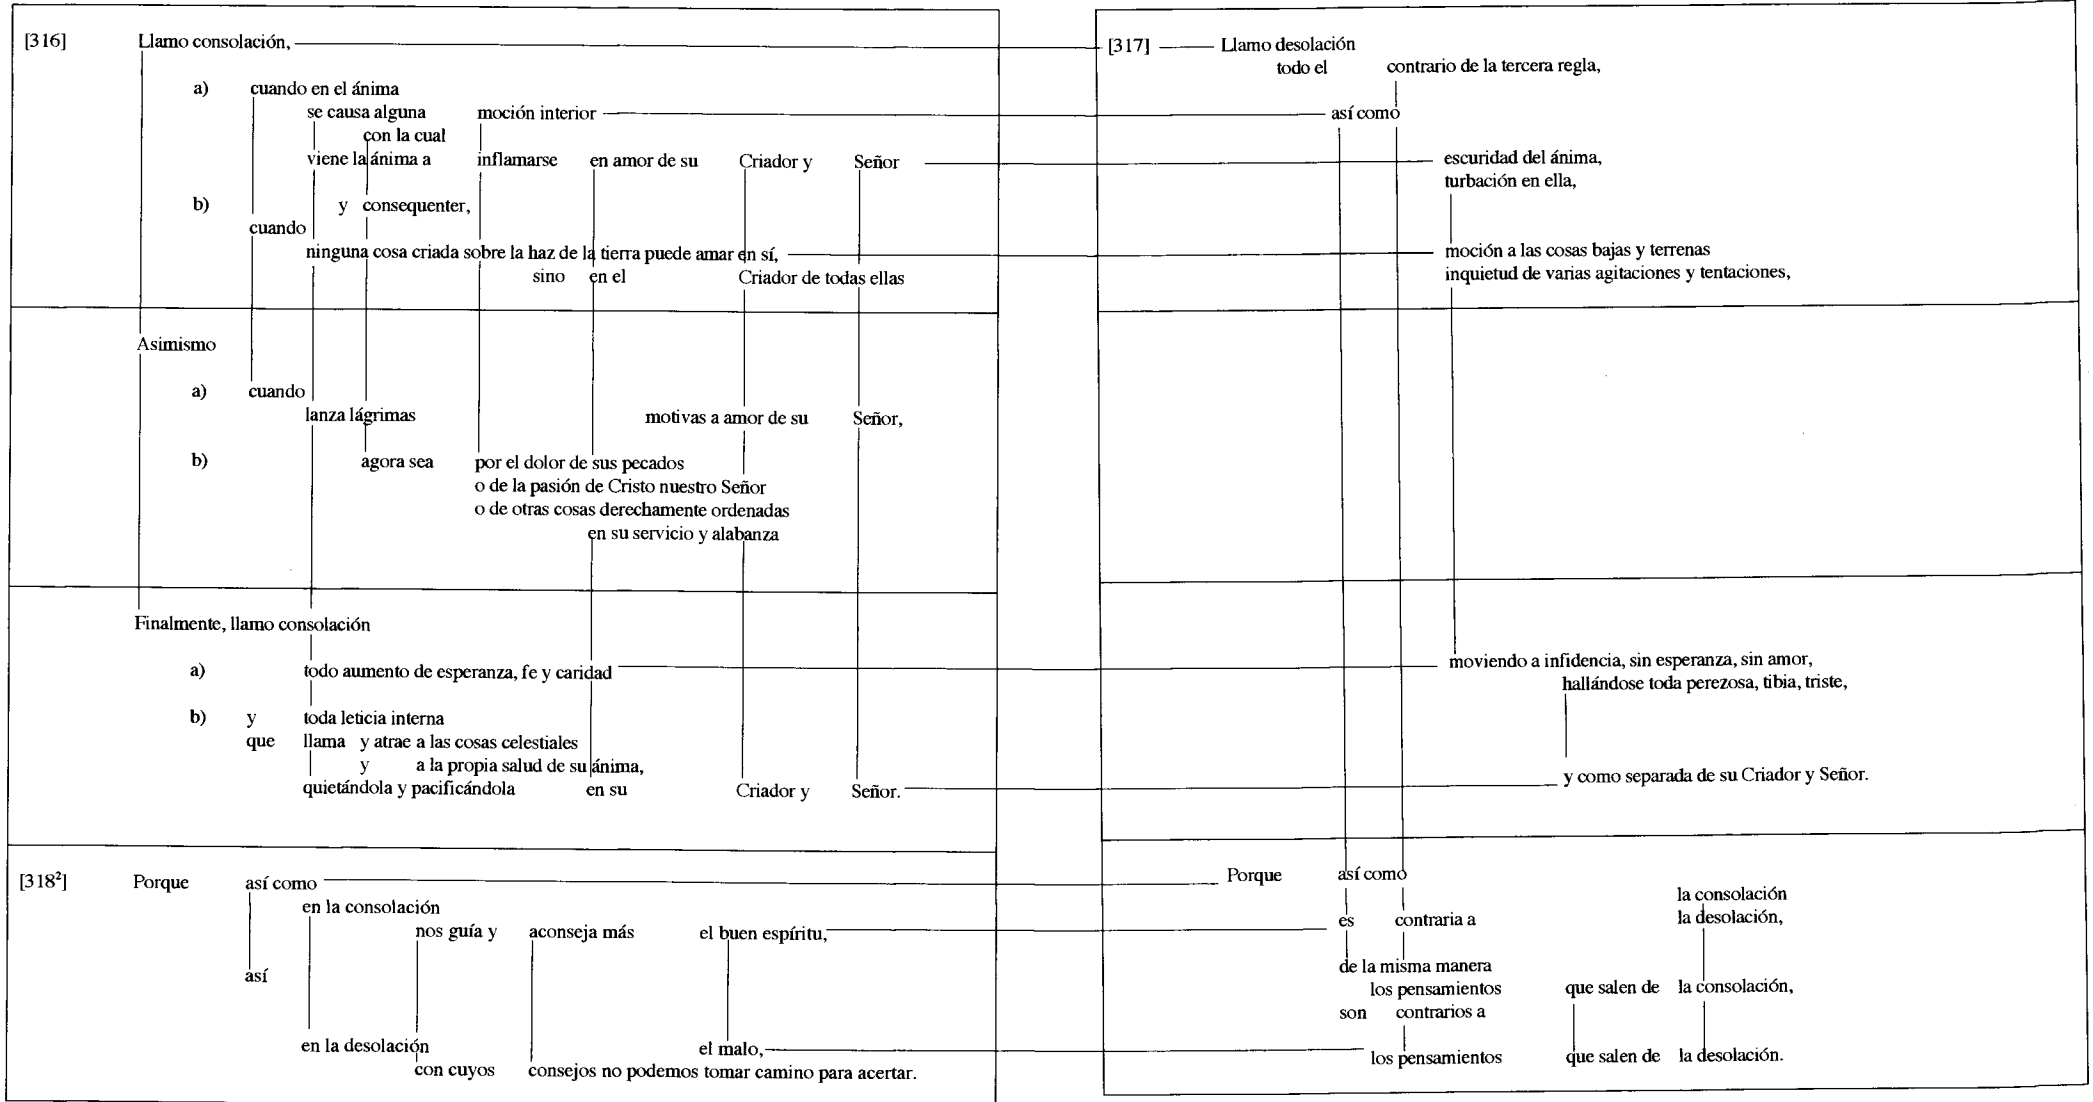 [316] Llamo consolación,
a) cuando en el ánima
se causa alguna moción interior
con la cual
viene la ánima a inflamarse en amor de su Criador y Señor
b) y consequenter,
cuando
ninguna cosa criada sobre la haz de la tierra puede amar en sí,
sino en el Criador de todas ellas
Asimismo
a) cuando
lanza lágrimas motivas a amor de su Señor,
b) agora sea por el dolor de sus pecados
o de la pasión de Cristo nuestro Señor
o de otras cosas derechamente ordenadas
en su servicio y alabanza
Finalmente, llamo consolación
a) todo aumento de esperanza, fe y caridad
b) y toda leticia interna
que llama y atrae a las cosas celestiales
y a la propia salud de su ánima,
quietándola y pacificándola en su Criador y Señor.
[318²] Porque así como
en la consolación
nos guía y aconseja más el buen espíritu,
así
en la desolación el malo,
con cuyos consejos no podemos tomar camino para acertar.
[317] Llamo desolación
todo el contrario de la tercera regla,
así como
escuridad del ánima,
turbación en ella,
moción a las cosas bajas y terrenas
inquietud de varias agitaciones y tentaciones,
moviendo a infidencia, sin esperanza, sin amor,
hallándose toda perezosa, tibia, triste,
y como separada de su Criador y Señor.
Porque así como
la consolación
es contraria a la desolación,
de la misma manera
los pensamientos que salen de la consolación,
son contrarios a
los pensamientos que salen de la desolación.